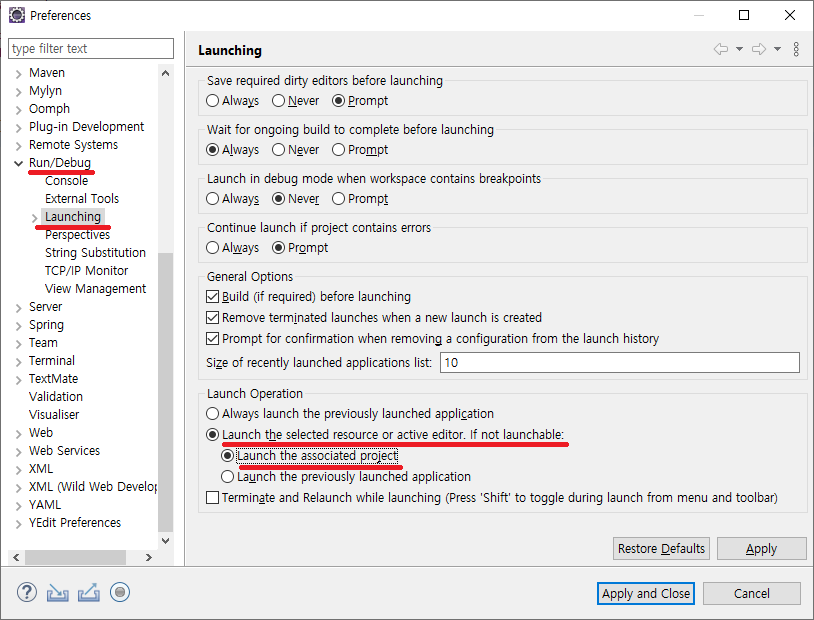 Preferences
type filter text
Maven
Mylyn
Oomph
Plug-in Development
Remote Systems
Run/Debug
Console
External Tools
Launching
Perspectives
String Substitution
TCP/IP Monitor
View Management
Server
Spring
Team
Terminal
TextMate
Validation
Visualiser
Web
Web Services
XML
XML (Wild Web Develop
YAML
YEdit Preferences
Launching
Save required dirty editors before launching
Always Never Prompt
Wait for ongoing build to complete before launching
Always Never Prompt
Launch in debug mode when workspace contains breakpoints
Always Never Prompt
Continue launch if project contains errors
Always Prompt
General Options
Build (if required) before launching
Remove terminated launches when a new launch is created
Prompt for confirmation when removing a configuration from the launch history
Size of recently launched applications list: 10
Launch Operation
Always launch the previously launched application
Launch the selected resource or active editor. If not launchable:
Launch the associated project
Launch the previously launched application
Terminate and Relaunch while launching (Press 'Shift' to toggle during launch from menu and toolbar)
Restore Defaults Apply
? Apply and Close Cancel